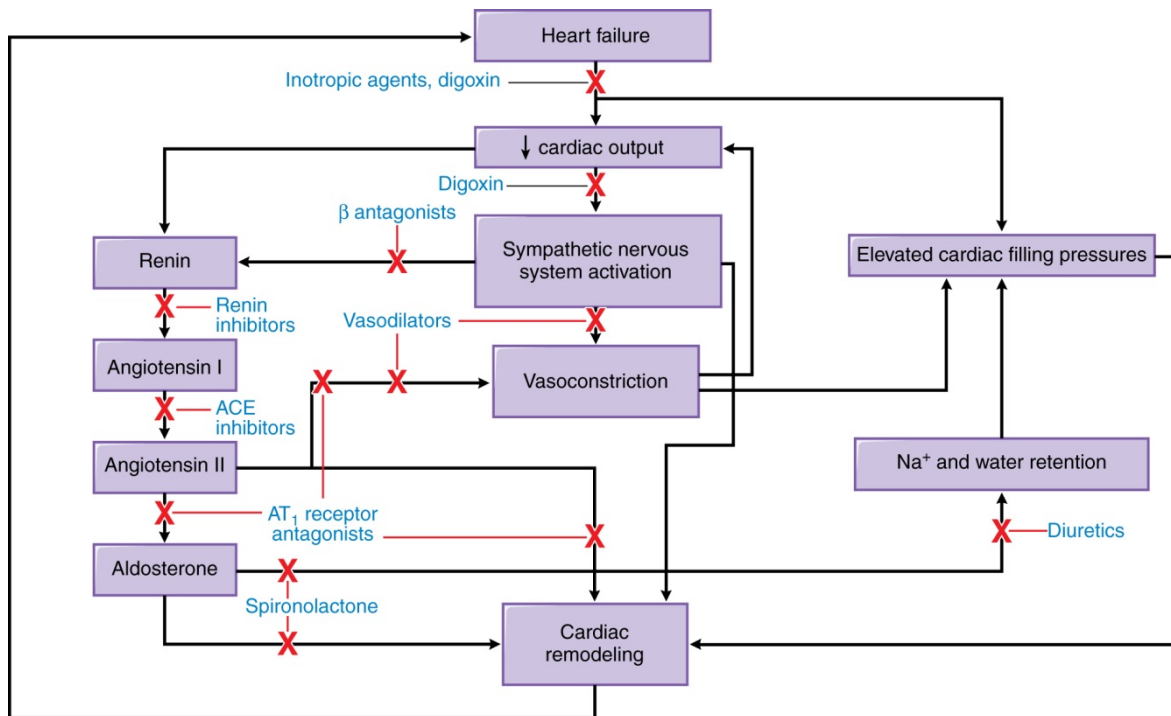 Heart failure
Inotropic agents, digoxin
↓ cardiac output
Digoxin
β antagonists
Renin
Sympathetic nervous
system activation
Elevated cardiac filling pressures
Renin
inhibitors
Vasodilators
Angiotensin I
Vasoconstriction
ACE
inhibitors
Angiotensin II
Na⁺ and water retention
AT₁ receptor
antagonists
Diuretics
Aldosterone
Spironolactone
Cardiac
remodeling